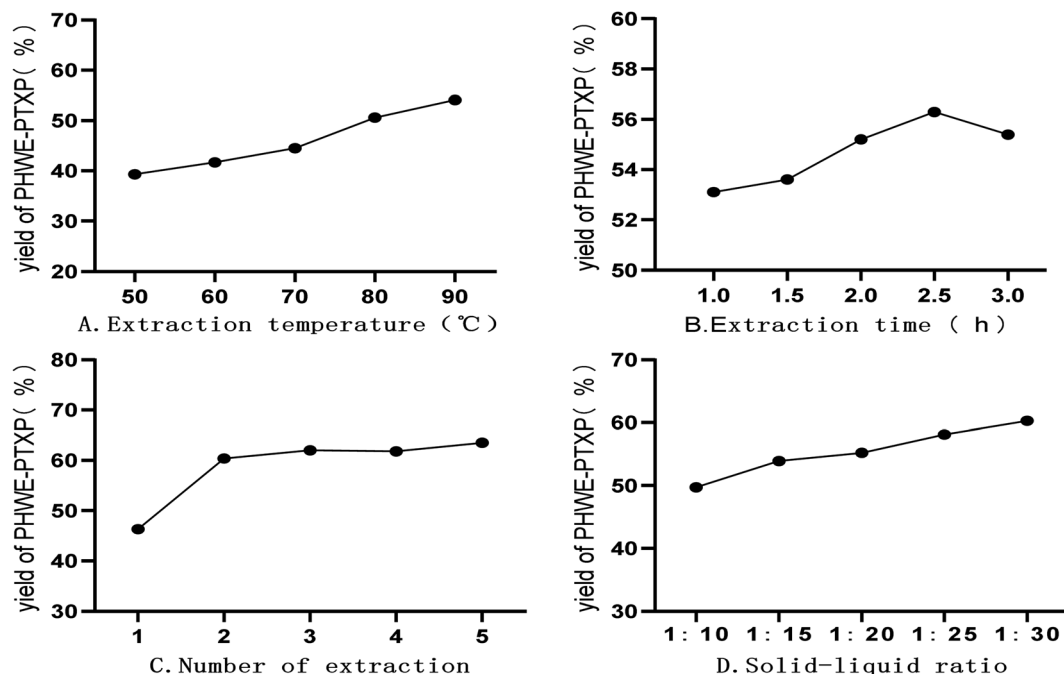 yield of PHWE-PTXP( %)
70
60
50
40
30
20
50 60 70 80 90
A.Extraction temperature (℃)
yield of PHWE-PTXP( %)
60
58
56
54
52
50
1.0 1.5 2.0 2.5 3.0
B.Extraction time ( h)
yield of PHWE-PTXP( %)
80
70
60
50
40
30
1 2 3 4 5
C.Number of extraction
yield of PHWE-PTXP( %)
70
60
50
40
30
1:10 1:15 1:20 1:25 1:30
D.Solid-liquid ratio